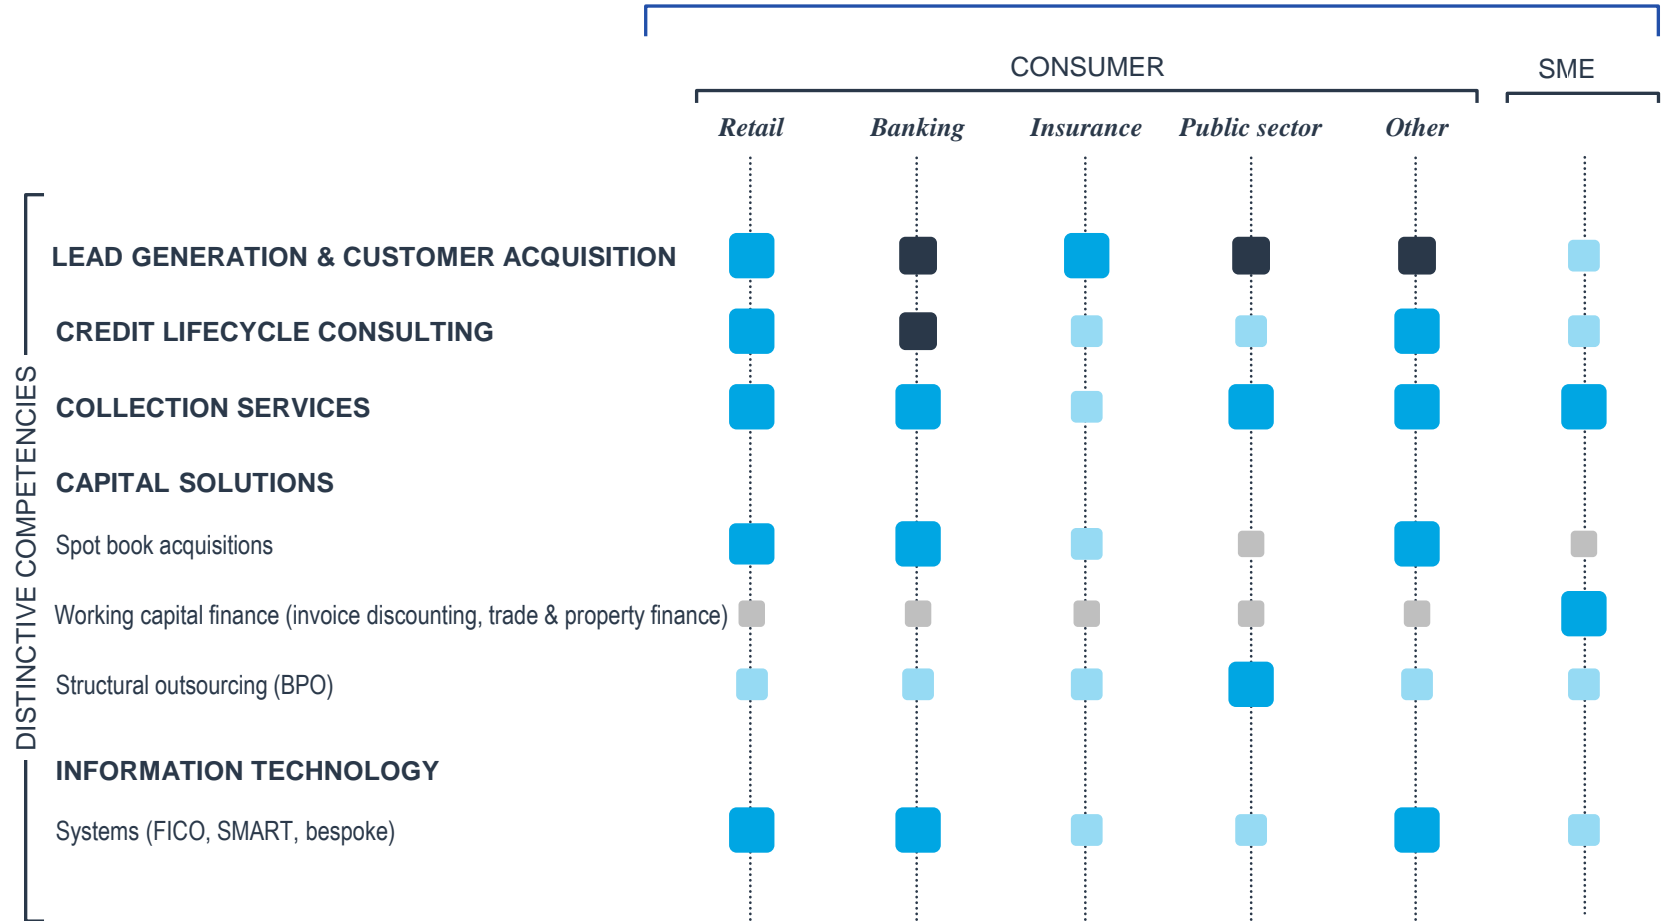 CONSUMER
SME
Retail
Banking
Insurance
Public sector
Other
DISTINCTIVE COMPETENCIES
LEAD GENERATION & CUSTOMER ACQUISITION
CREDIT LIFECYCLE CONSULTING
COLLECTION SERVICES
CAPITAL SOLUTIONS
Spot book acquisitions
Working capital finance (invoice discounting, trade & property finance)
Structural outsourcing (BPO)
INFORMATION TECHNOLOGY
Systems (FICO, SMART, bespoke)